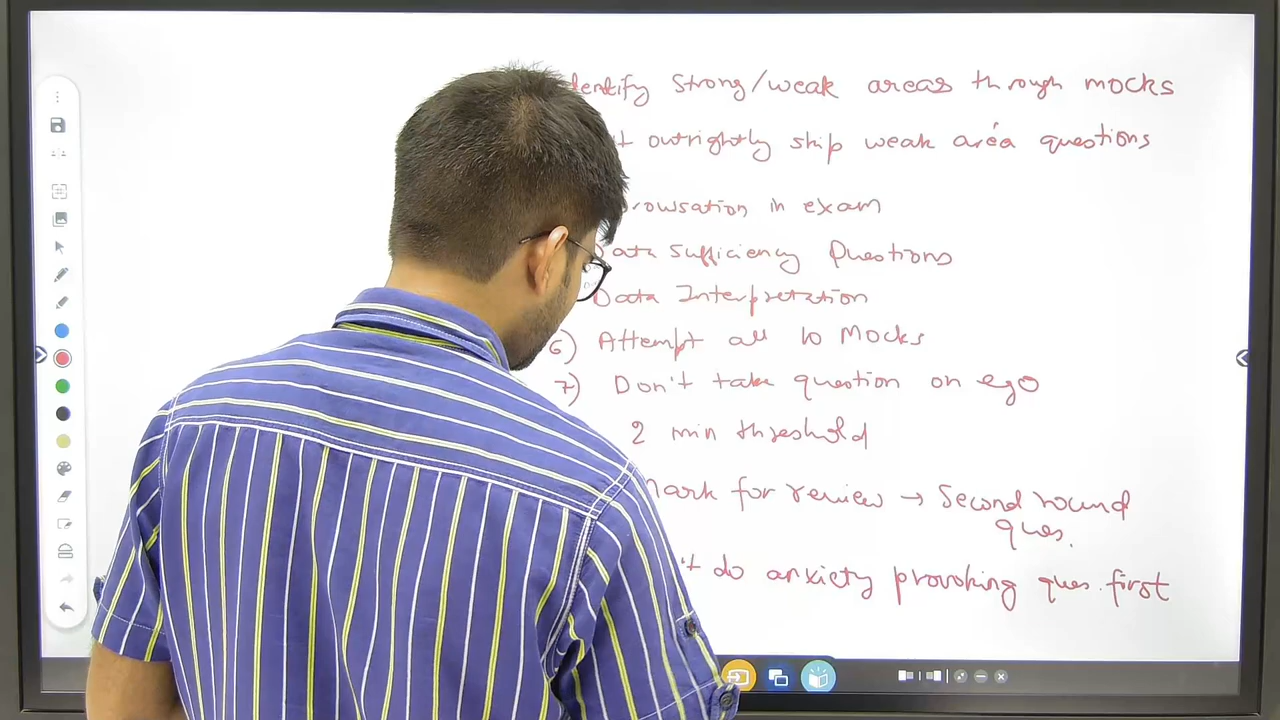 dentify strong/weak areas through mocks
t outrightly skip weak area questions
rowsation in exam
Data Sufficiency Questions
Data Interpretation
6) Attempt all 10 Mocks
7) Don't take question on ego
2 min threshold
Mark for review → Second round
ques.
't do anxiety provoking ques. first